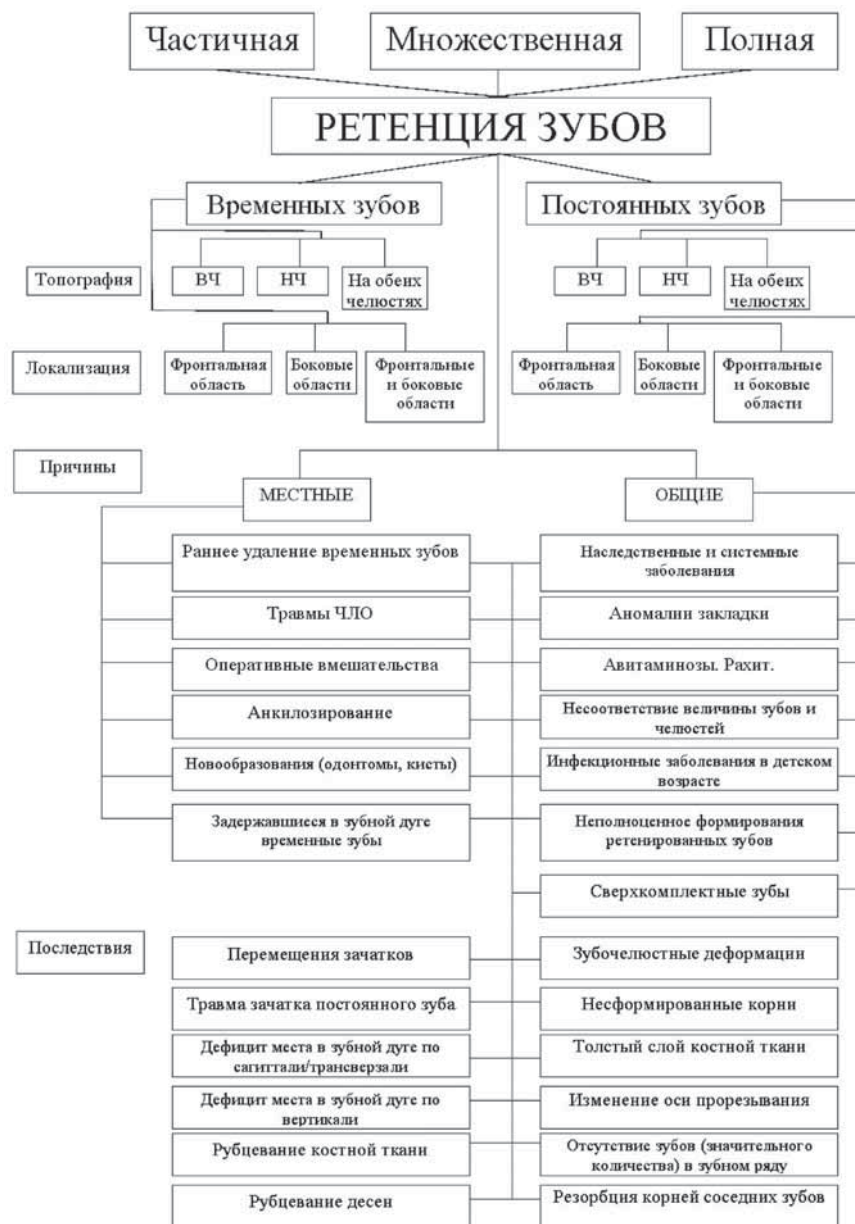 Частичная
Множественная
Полная
РЕТЕНЦИЯ ЗУБОВ
Временных зубов
Постоянных зубов
Топография
ВЧ
НЧ
На обеих
челюстях
ВЧ
НЧ
На обеих
челюстях
Локализация
Фронтальная
область
Боковые
области
Фронтальные
и боковые
области
Фронтальная
область
Боковые
области
Фронтальные
и боковые
области
Причины
МЕСТНЫЕ
ОБЩИЕ
Раннее удаление временных зубов
Наследственные и системные
заболевания
Травмы ЧЛО
Аномалии закладки
Оперативные вмешательства
Авитаминозы. Рахит.
Анкилозирование
Несоответствие величины зубов и
челюстей
Новообразования (одонтомы, кисты)
Инфекционные заболевания в детском
возрасте
Задержавшиеся в зубной дуге
временные зубы
Неполноценное формирования
ретенированных зубов
Сверхкомплектные зубы
Последствия
Перемещения зачатков
Зубочелюстные деформации
Травма зачатка постоянного зуба
Несформированные корни
Дефицит места в зубной дуге по
сагиттали/трансверзали
Толстый слой костной ткани
Дефицит места в зубной дуге по
вертикали
Изменение оси прорезывания
Рубцевание костной ткани
Отсутствие зубов (значительного
количества) в зубном ряду
Рубцевание десен
Резорбция корней соседних зубов